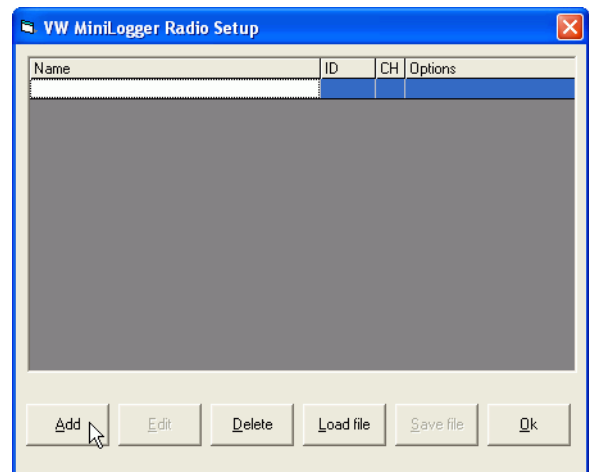 VW MiniLogger Radio Setup
Name ID CH Options
Add Edit Delete Load file Save file Ok